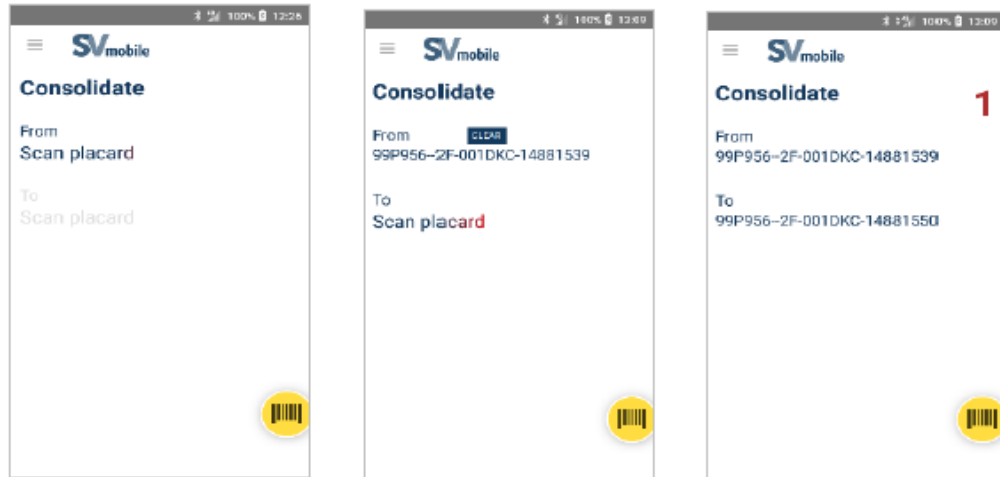 100% 12:26
SVmobile
Consolidate
From
Scan placard
To
Scan placard
100% 13:09
SVmobile
Consolidate
From CLEAR
99P956--2F-001DKC-14881539
To
Scan placard
100% 13:09
SVmobile
Consolidate
1
From
99P956--2F-001DKC-14881539
To
99P956--2F-001DKC-14881550